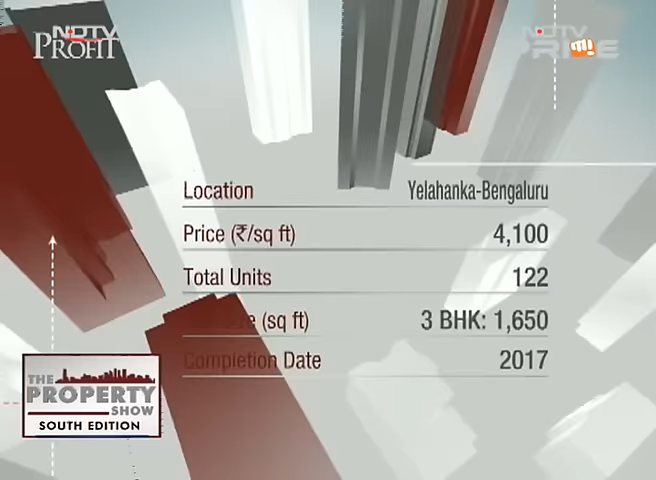 NDTV
PROFIT
NDTV
Location Yelahanka-Bengaluru
Price (₹/sq ft) 4,100
Total Units 122
(sq ft) 3 BHK: 1,650
Completion Date 2017
THE
PROPERTY
SHOW
SOUTH EDITION